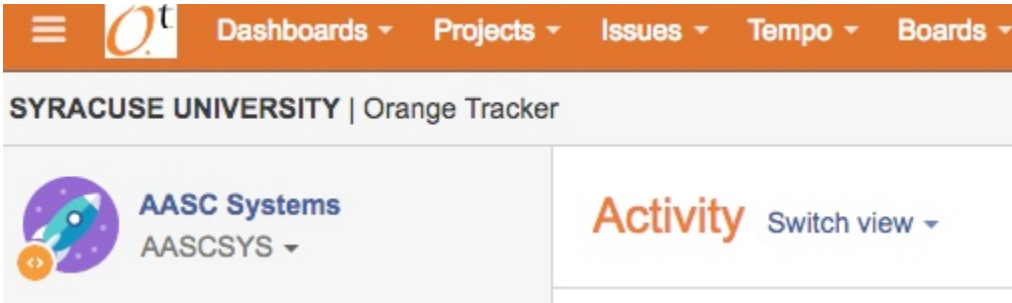 Ot Dashboards Projects Issues Tempo Boards
SYRACUSE UNIVERSITY | Orange Tracker
AASC Systems
AASCSYS
Activity Switch view